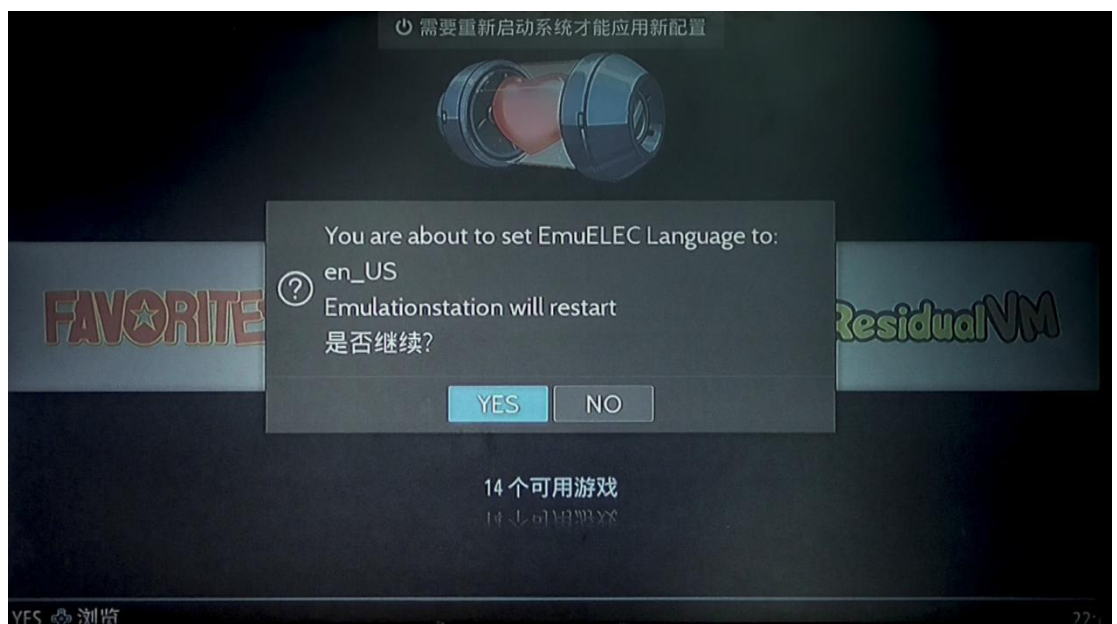 需要重新启动系统才能应用新配置
You are about to set EmuELEC Language to:
en_US
Emulationstation will restart
是否继续?
FAVORITE
ResidualVM
YES NO
14 个可用游戏
YES 浏览